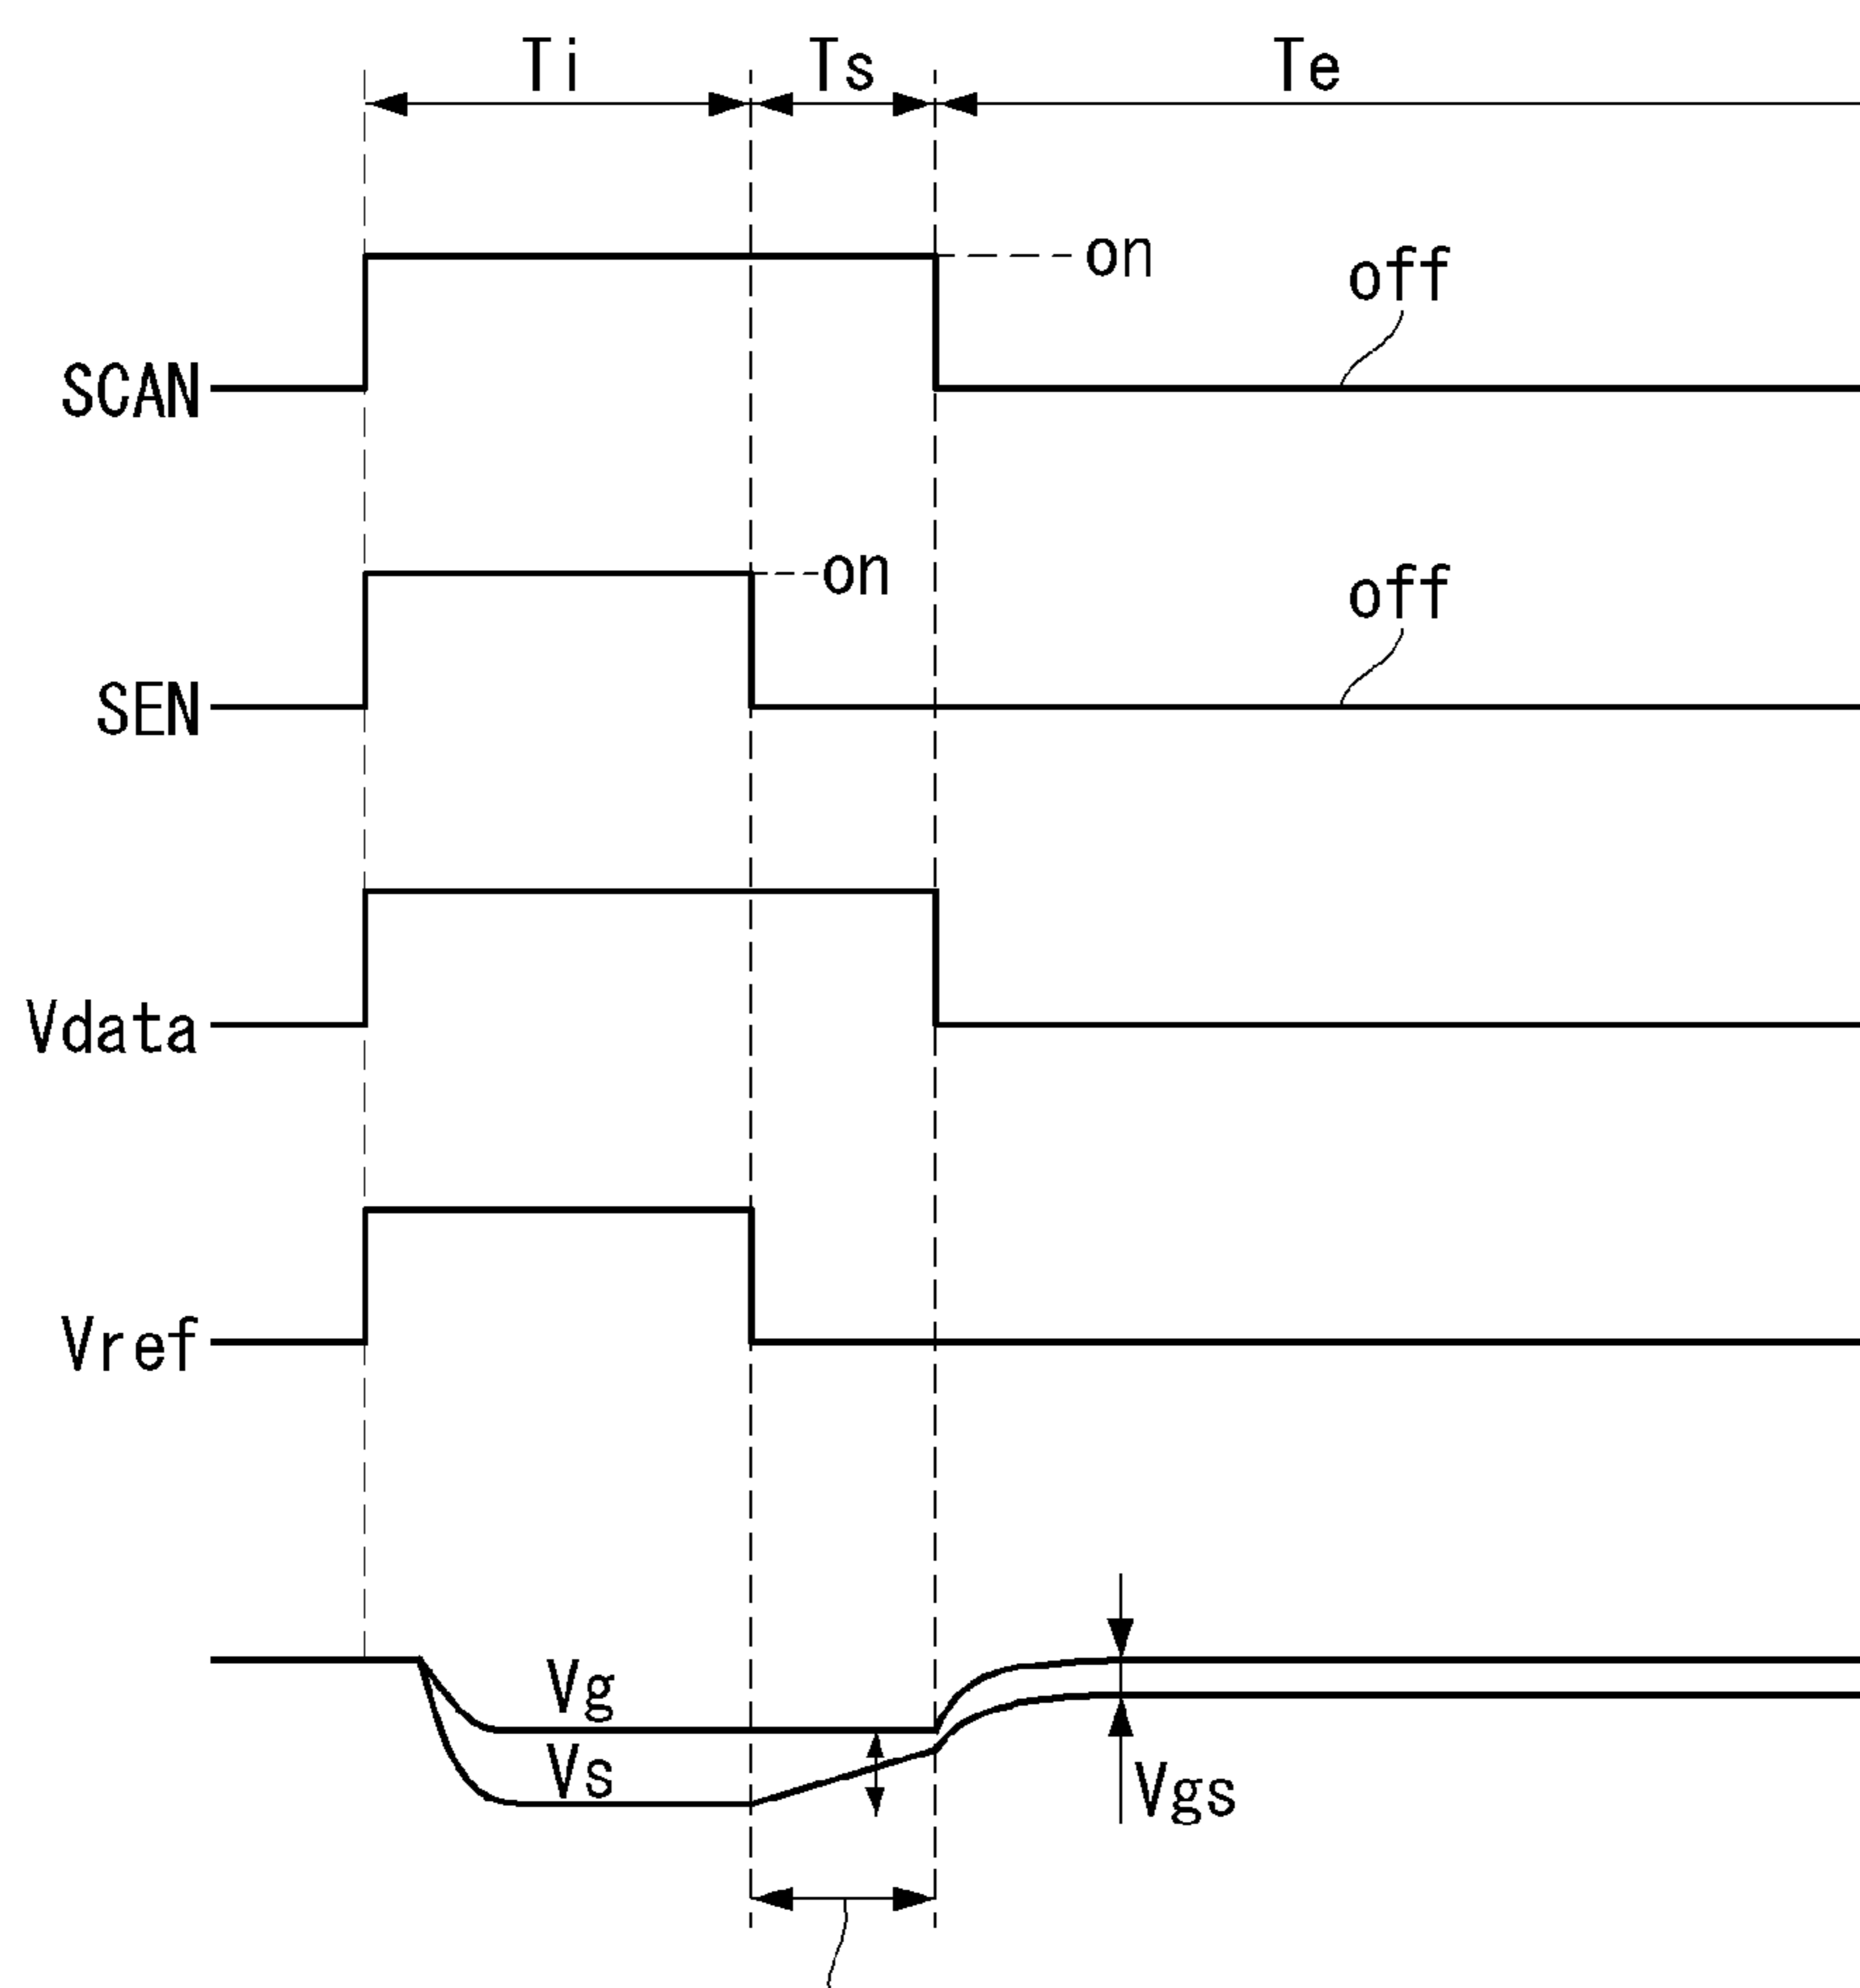 Ti Ts Te
on
off
SCAN
on
off
SEN
Vdata
Vref
Vg
Vs
Vgs